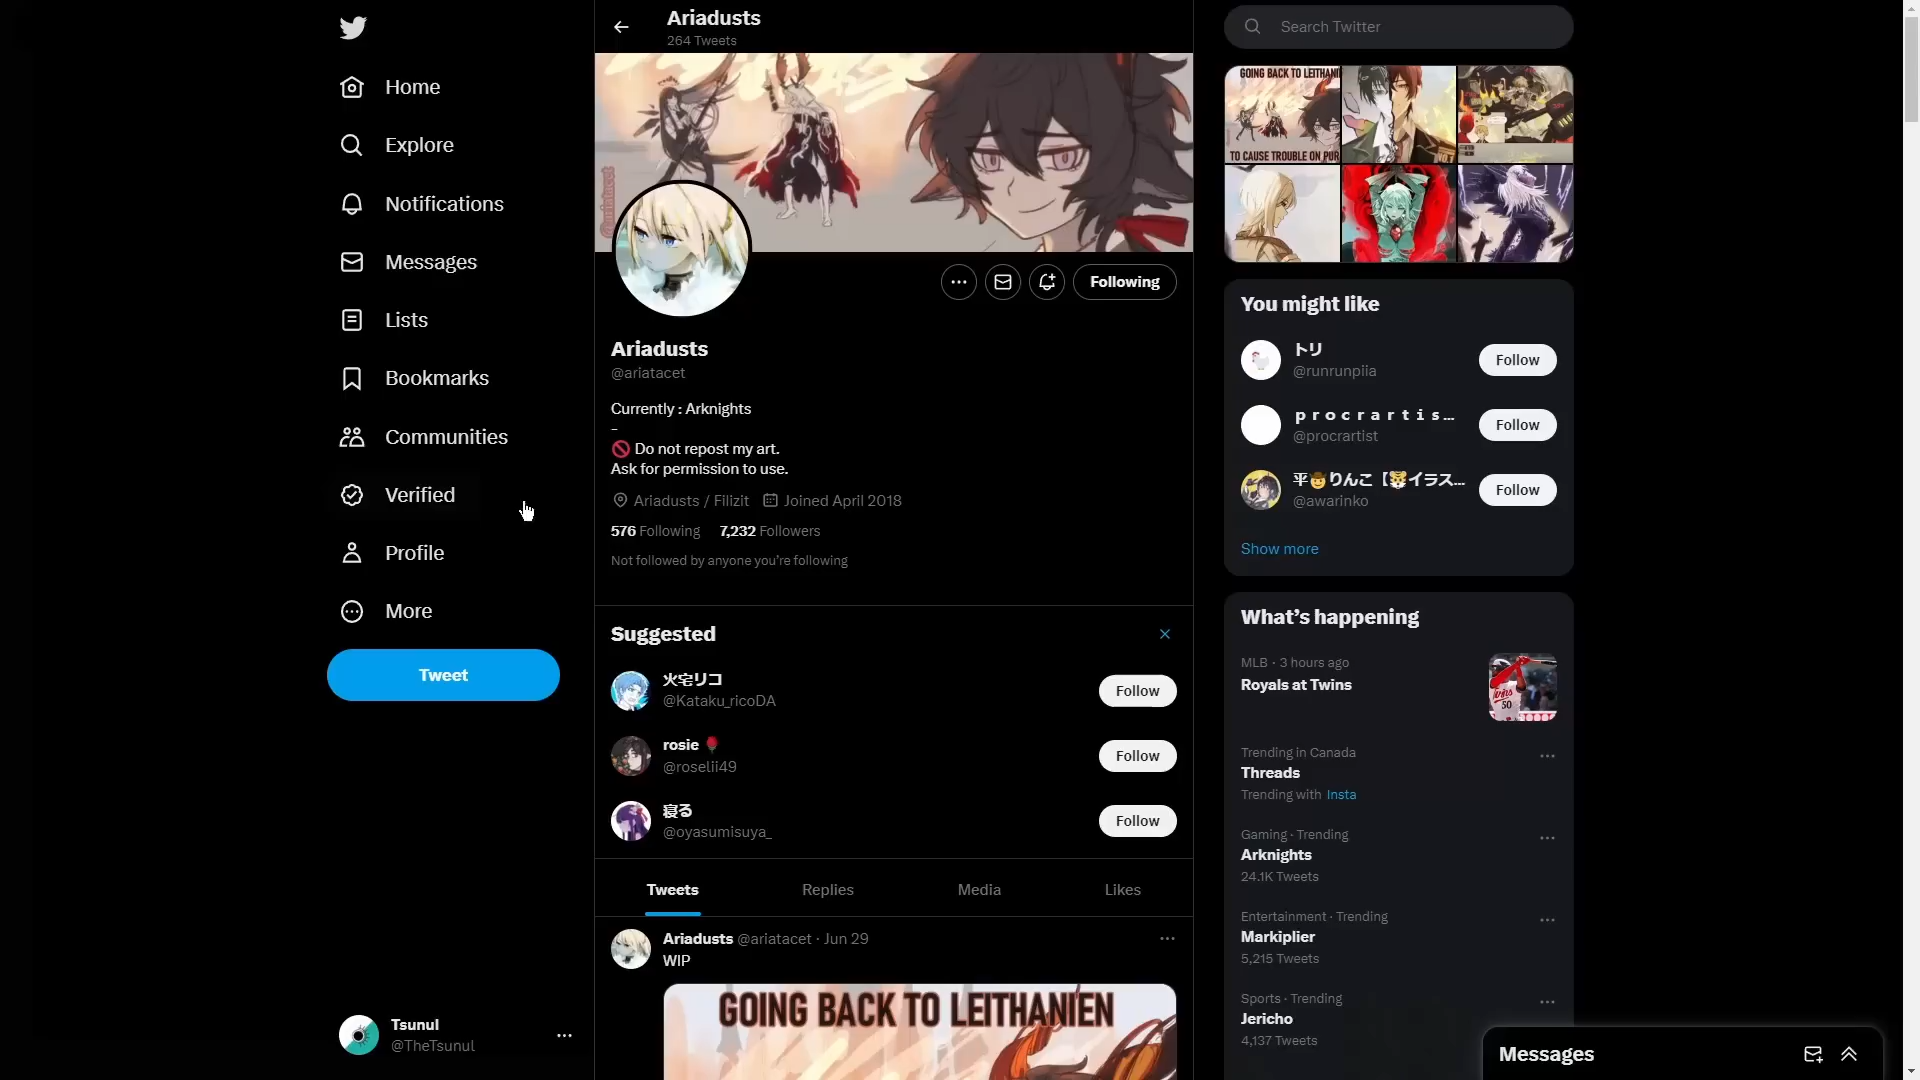 Home
Explore
Notifications
Messages
Lists
Bookmarks
Communities
Verified
Profile
More
Tweet
Tsunul
@TheTsunul
Ariadusts
264 Tweets
Following
Ariadusts
@ariatacet
Currently : Arknights
–
🚫 Do not repost my art.
Ask for permission to use.
Ariadusts / Filizit Joined April 2018
576 Following 7,232 Followers
Not followed by anyone you're following
Suggested
火宅リコ
@Kataku_ricoDA
Follow
rosie 🌹
@roselii49
Follow
寝る
@oyasumisuya_
Follow
Tweets Replies Media Likes
Ariadusts @ariatacet · Jun 29
WIP
GOING BACK TO LEITHANIEN
Search Twitter
GOING BACK TO LEITHANI
TO CAUSE TROUBLE ON PUR
You might like
トリ
@runrunpiia
Follow
p r o c r a r t i s ...
@procrartist
Follow
平🤠りんこ【🐯イラス...
@awarinko
Follow
Show more
What's happening
MLB · 3 hours ago
Royals at Twins
Trending in Canada
Threads
Trending with Insta
Gaming · Trending
Arknights
24.1K Tweets
Entertainment · Trending
Markiplier
5,215 Tweets
Sports · Trending
Jericho
4,137 Tweets
Messages